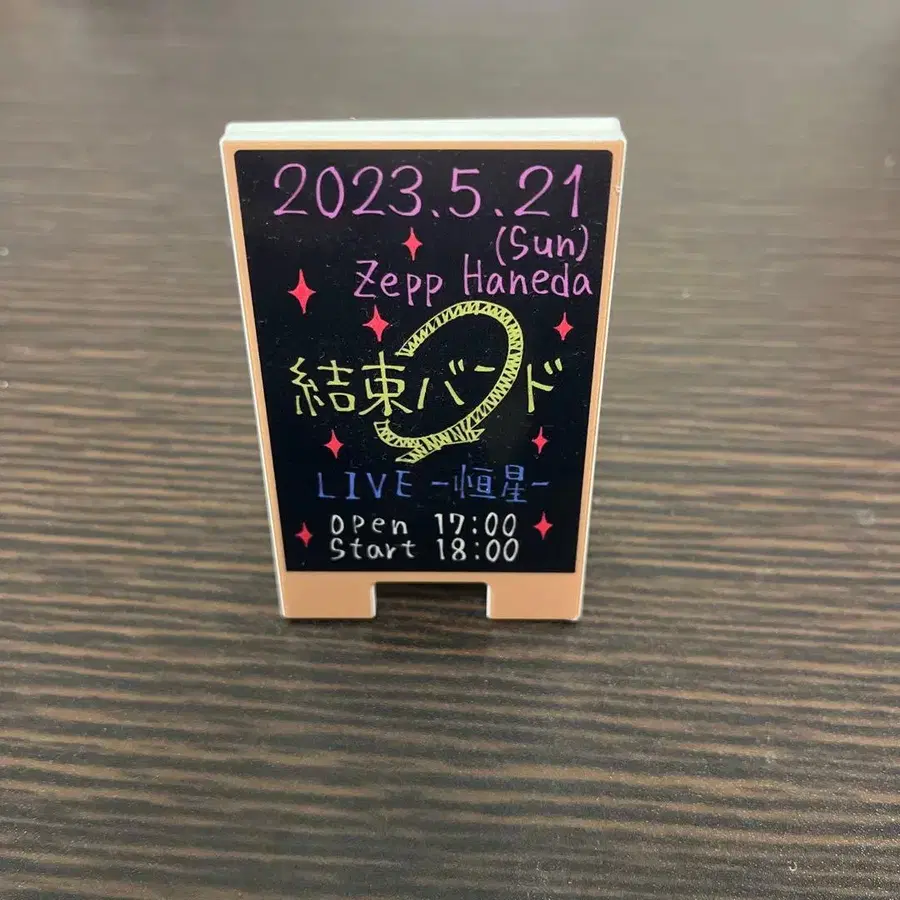 2023.5.21
(Sun)
Zepp Haneda
結束バンド
LIVE -恒星-
OPen 17:00
Start 18:00